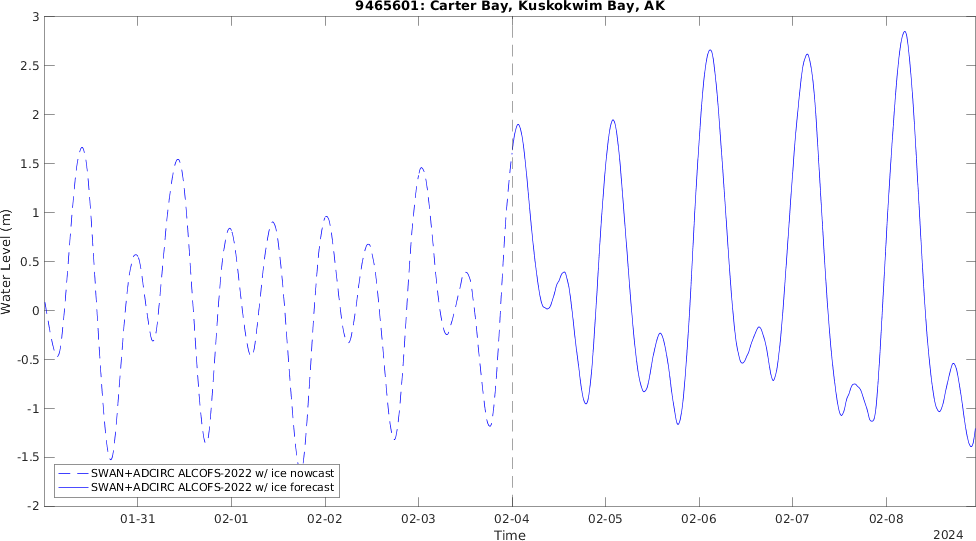 9465601: Carter Bay, Kuskokwim Bay, AK
3
2.5
2
1.5
1
0.5
0
-0.5
-1
-1.5
-2
Water Level (m)
SWAN+ADCIRC ALCOFS-2022 w/ ice nowcast
SWAN+ADCIRC ALCOFS-2022 w/ ice forecast
01-31 02-01 02-02 02-03 02-04 02-05 02-06 02-07 02-08
Time
2024